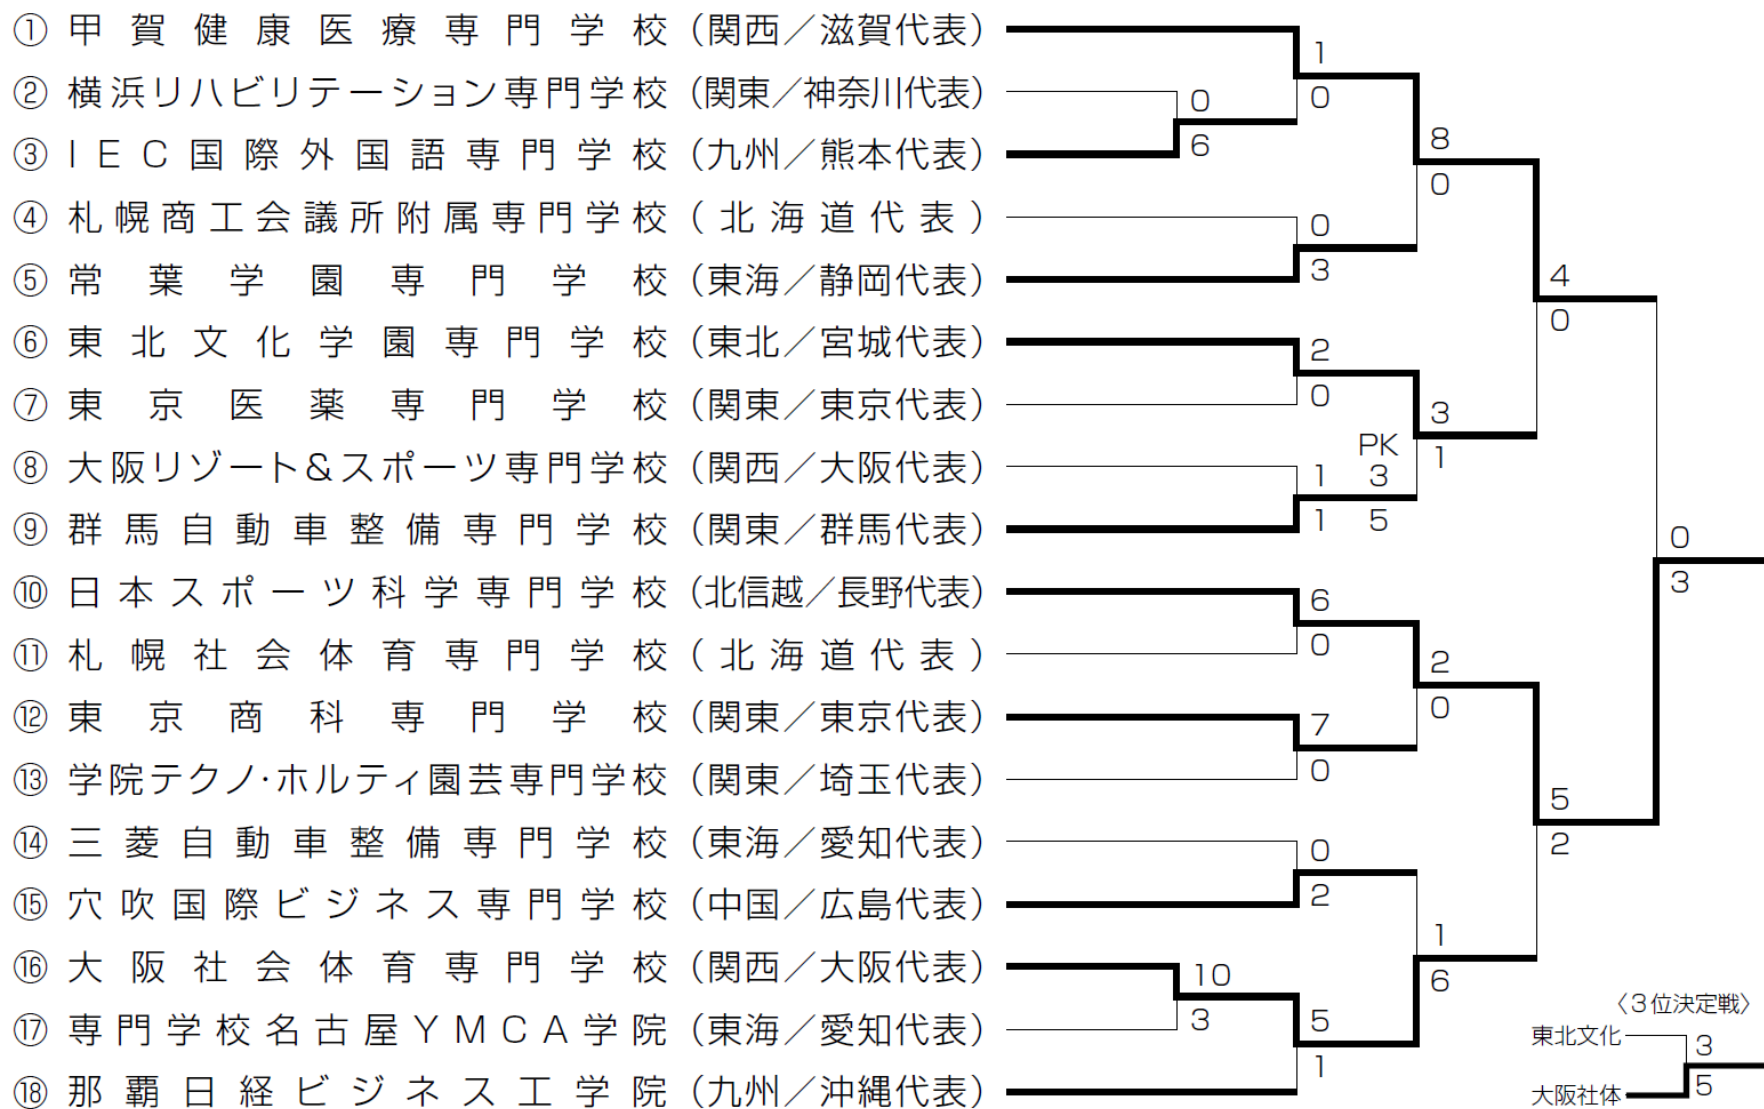 ① 甲賀健康医療専門学校 (関西／滋賀代表)
② 横浜リハビリテーション専門学校 (関東／神奈川代表)
③ IEC国際外国語専門学校 (九州／熊本代表)
④ 札幌商工会議所附属専門学校 (北海道代表)
⑤ 常葉学園専門学校 (東海／静岡代表)
⑥ 東北文化学園専門学校 (東北／宮城代表)
⑦ 東京医薬専門学校 (関東／東京代表)
⑧ 大阪リゾート&スポーツ専門学校 (関西／大阪代表)
⑨ 群馬自動車整備専門学校 (関東／群馬代表)
⑩ 日本スポーツ科学専門学校 (北信越／長野代表)
⑪ 札幌社会体育専門学校 (北海道代表)
⑫ 東京商科専門学校 (関東／東京代表)
⑬ 学院テクノ・ホルティ園芸専門学校 (関東／埼玉代表)
⑭ 三菱自動車整備専門学校 (東海／愛知代表)
⑮ 穴吹国際ビジネス専門学校 (中国／広島代表)
⑯ 大阪社会体育専門学校 (関西／大阪代表)
⑰ 専門学校名古屋YMCA学院 (東海／愛知代表)
⑱ 那覇日経ビジネス工学院 (九州／沖縄代表)
0
6
10
3
1
0
0
3
2
0
1
1
PK
3
5
6
0
7
0
0
2
5
1
8
0
3
1
2
0
1
6
4
0
5
2
0
3
〈3位決定戦〉
東北文化
3
大阪社体
5